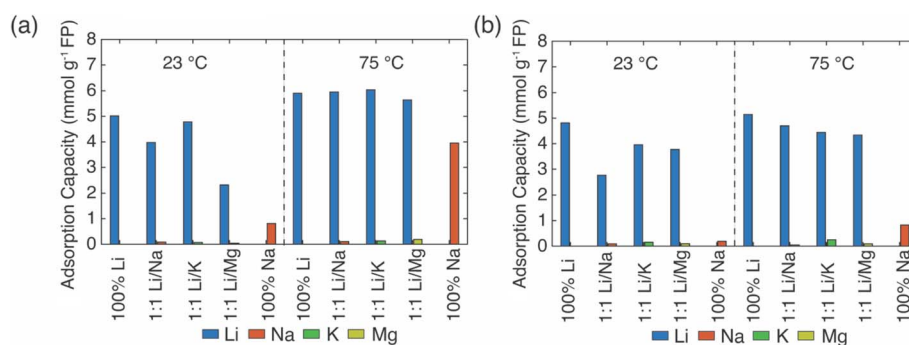 (a)
Adsorption Capacity (mmol g⁻¹ FP)
8
7
6
5
4
3
2
1
0
23 °C
75 °C
100% Li
1:1 Li/Na
1:1 Li/K
1:1 Li/Mg
100% Na
100% Li
1:1 Li/Na
1:1 Li/K
1:1 Li/Mg
100% Na
Li Na K Mg
(b)
Adsorption Capacity (mmol g⁻¹ FP)
8
7
6
5
4
3
2
1
0
23 °C
75 °C
100% Li
1:1 Li/Na
1:1 Li/K
1:1 Li/Mg
100% Na
100% Li
1:1 Li/Na
1:1 Li/K
1:1 Li/Mg
100% Na
Li Na K Mg